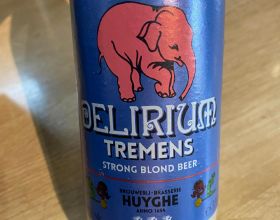 DELIRIUM
TREMENS
STRONG BLOND BEER
BROUWERIJ · BRASSERIE
HUYGHE
ANNO 1654